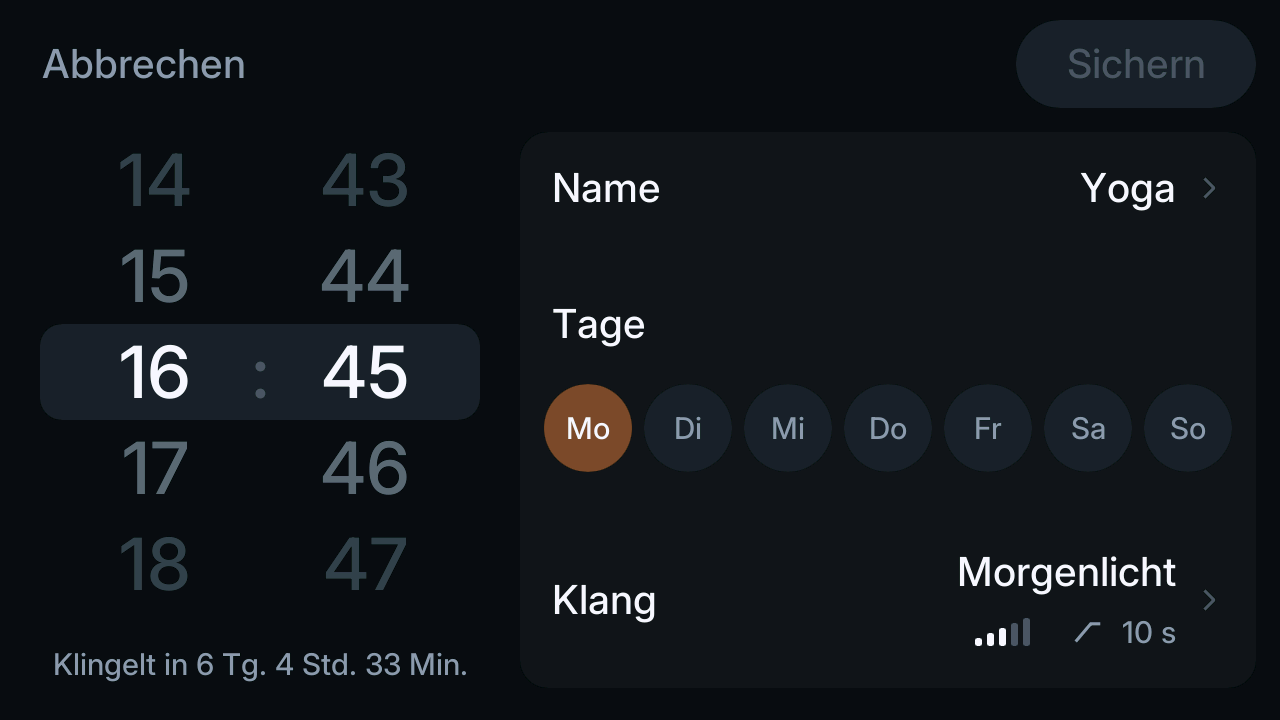 Abbrechen
Sichern
14 43
15 44
16 : 45
17 46
18 47
Klingelt in 6 Tg. 4 Std. 33 Min.
Name Yoga
Tage
Mo Di Mi Do Fr Sa So
Klang Morgenlicht
10 s